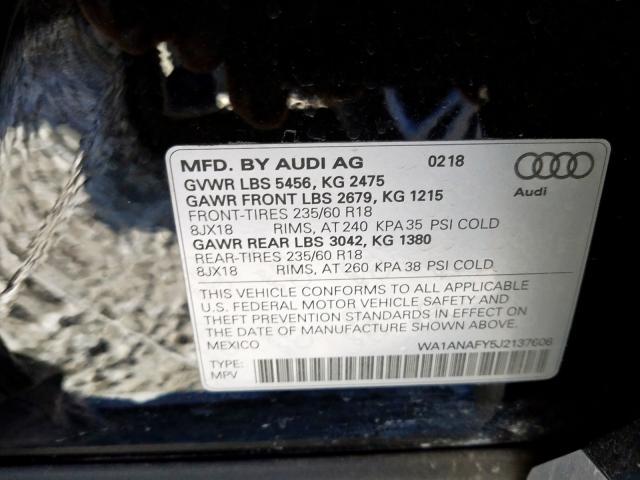 MFD. BY AUDI AG 0218
GVWR LBS 5456, KG 2475
GAWR FRONT LBS 2679, KG 1215
FRONT-TIRES 235/60 R18
8JX18 RIMS, AT 240 KPA 35 PSI COLD
GAWR REAR LBS 3042, KG 1380
REAR-TIRES 235/60 R18
8JX18 RIMS, AT 260 KPA 38 PSI COLD
Audi
THIS VEHICLE CONFORMS TO ALL APPLICABLE
U.S. FEDERAL MOTOR VEHICLE SAFETY AND
THEFT PREVENTION STANDARDS IN EFFECT ON
THE DATE OF MANUFACTURE SHOWN ABOVE.
MEXICO WA1ANAFY5J2137606
TYPE:
MPV